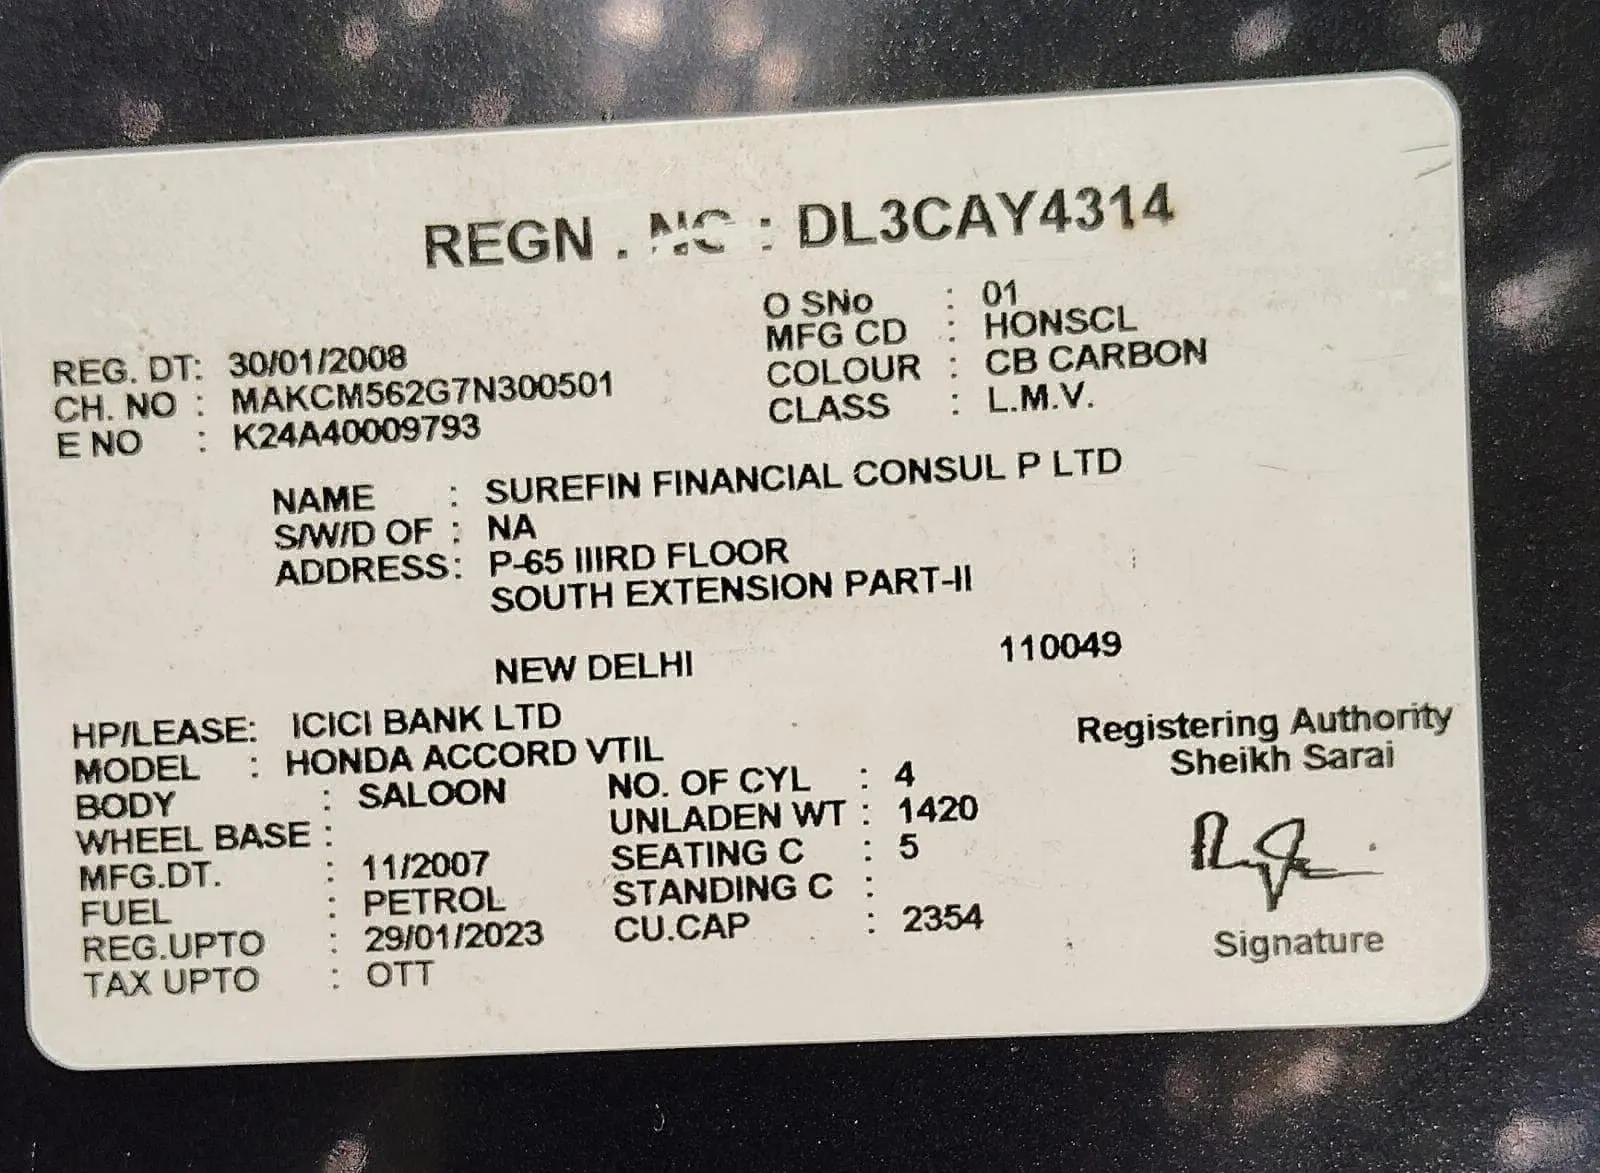 REGN . NO : DL3CAY4314
O SNo : 01
MFG CD : HONSCL
REG. DT: 30/01/2008 COLOUR : CB CARBON
CH. NO : MAKCM562G7N300501 CLASS : L.M.V.
E NO : K24A40009793
NAME : SUREFIN FINANCIAL CONSUL P LTD
S/W/D OF : NA
ADDRESS: P-65 IIIRD FLOOR
SOUTH EXTENSION PART-II
NEW DELHI 110049
HP/LEASE: ICICI BANK LTD
MODEL : HONDA ACCORD VTIL
BODY : SALOON NO. OF CYL : 4
WHEEL BASE : UNLADEN WT : 1420
MFG.DT. : 11/2007 SEATING C : 5
FUEL : PETROL STANDING C :
REG.UPTO : 29/01/2023 CU.CAP : 2354
TAX UPTO : OTT
Registering Authority
Sheikh Sarai
Signature